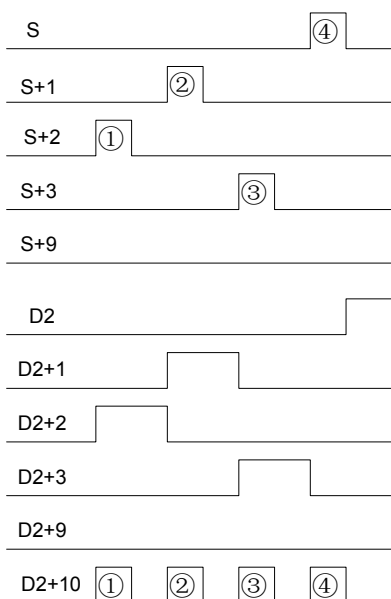 S ④
S+1 ②
S+2 ①
S+3 ③
S+9
D2
D2+1
D2+2
D2+3
D2+9
D2+10 ① ② ③ ④